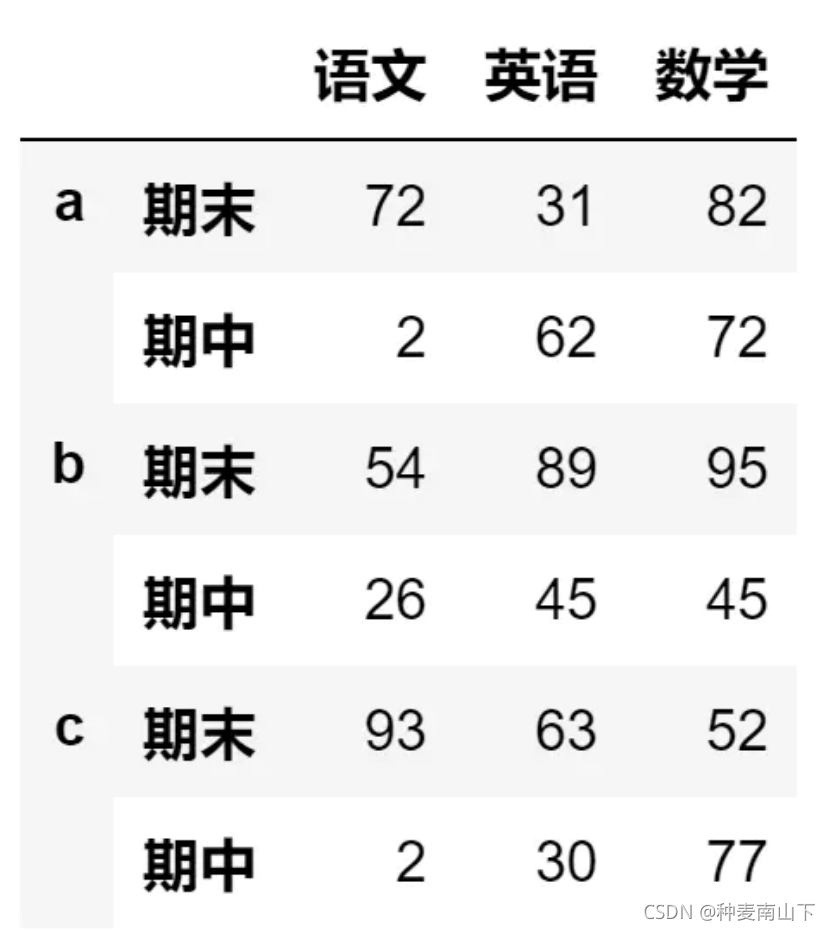 语文 英语 数学
a 期末 72 31 82
期中 2 62 72
b 期末 54 89 95
期中 26 45 45
c 期末 93 63 52
期中 2 30 77
CSDN @种麦南山下